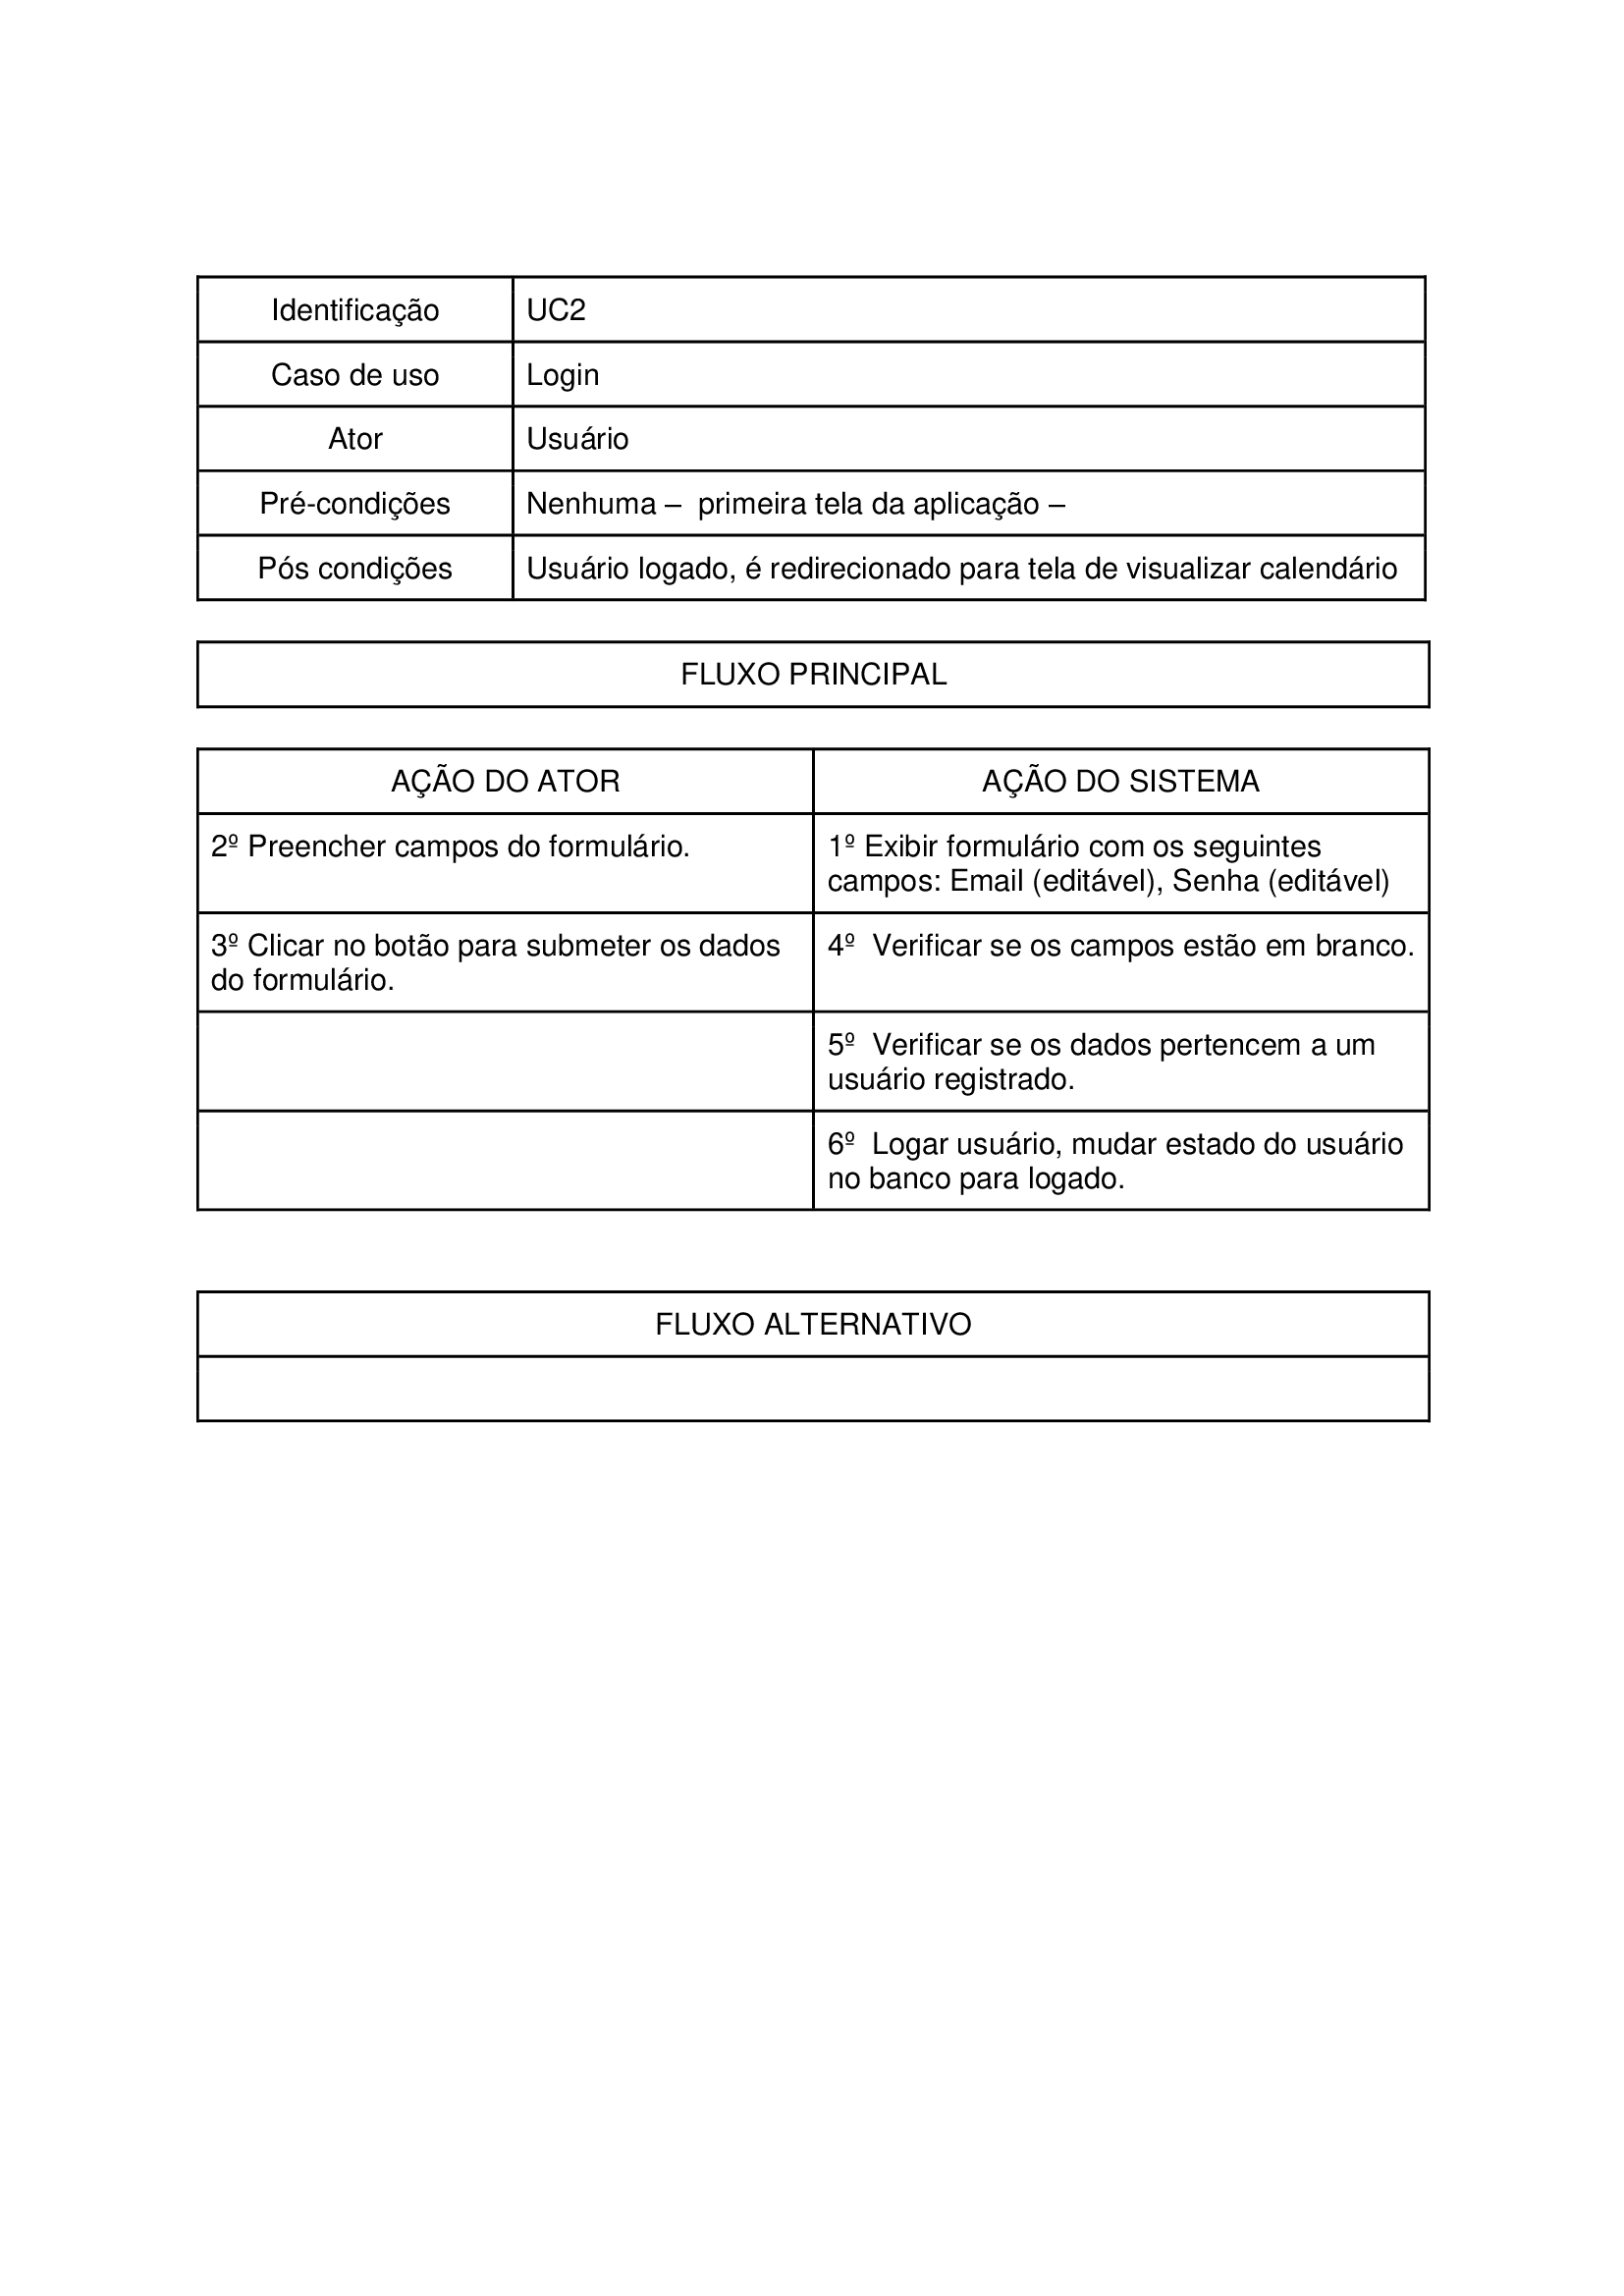 Identificação UC2
Caso de uso Login
Ator Usuário
Pré-condições Nenhuma –  primeira tela da aplicação –
Pós condições Usuário logado, é redirecionado para tela de visualizar calendário
FLUXO PRINCIPAL
AÇÃO DO ATOR AÇÃO DO SISTEMA
2º Preencher campos do formulário.
1º Exibir formulário com os seguintes
campos: Email (editável), Senha (editável)
3º Clicar no botão para submeter os dados
do formulário.
4º  Verificar se os campos estão em branco.
5º  Verificar se os dados pertencem a um
usuário registrado.
6º  Logar usuário, mudar estado do usuário
no banco para logado.
FLUXO ALTERNATIVO